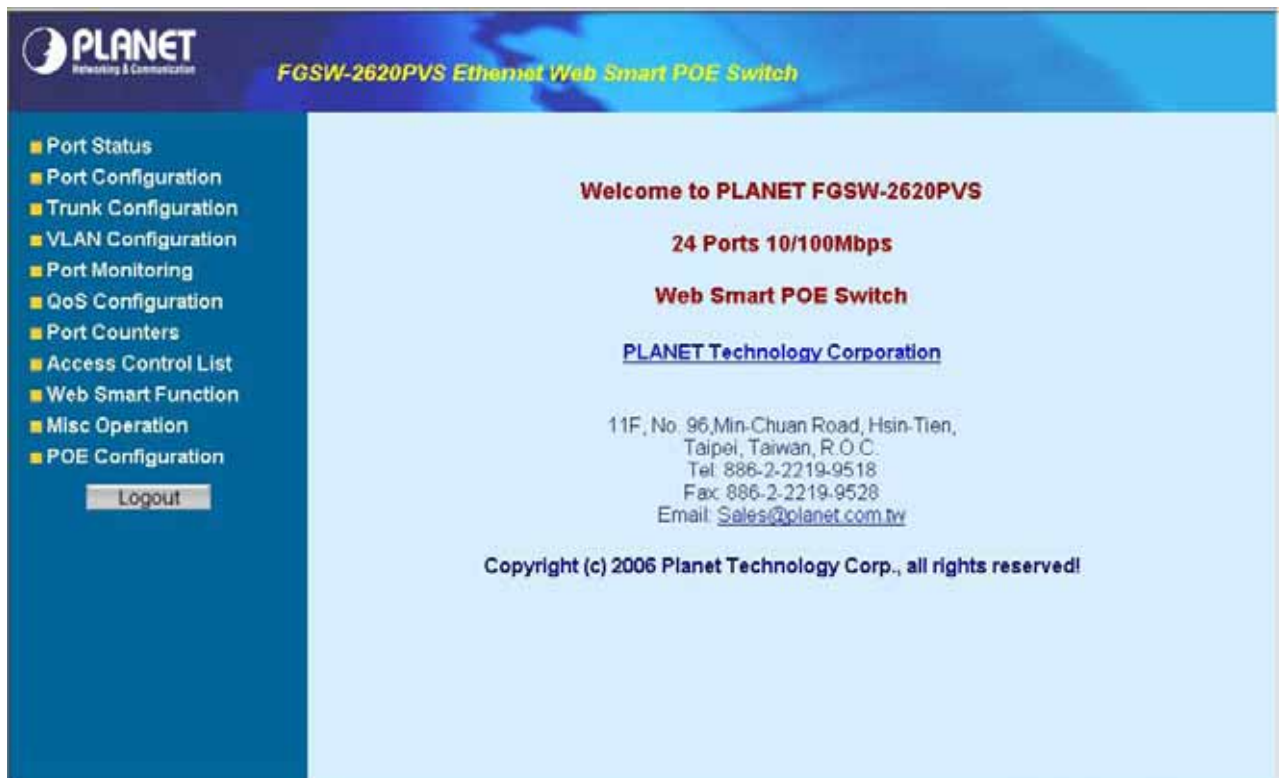 PLANET
Networking & Communication
FGSW-2620PVS Ethernet Web Smart POE Switch
Port Status
Port Configuration
Trunk Configuration
VLAN Configuration
Port Monitoring
QoS Configuration
Port Counters
Access Control List
Web Smart Function
Misc Operation
POE Configuration
Logout
Welcome to PLANET FGSW-2620PVS
24 Ports 10/100Mbps
Web Smart POE Switch
PLANET Technology Corporation
11F, No. 96,Min-Chuan Road, Hsin-Tien,
Taipei, Taiwan, R.O.C.
Tel: 886-2-2219-9518
Fax: 886-2-2219-9528
Email: Sales@planet.com.tw
Copyright (c) 2006 Planet Technology Corp., all rights reserved!